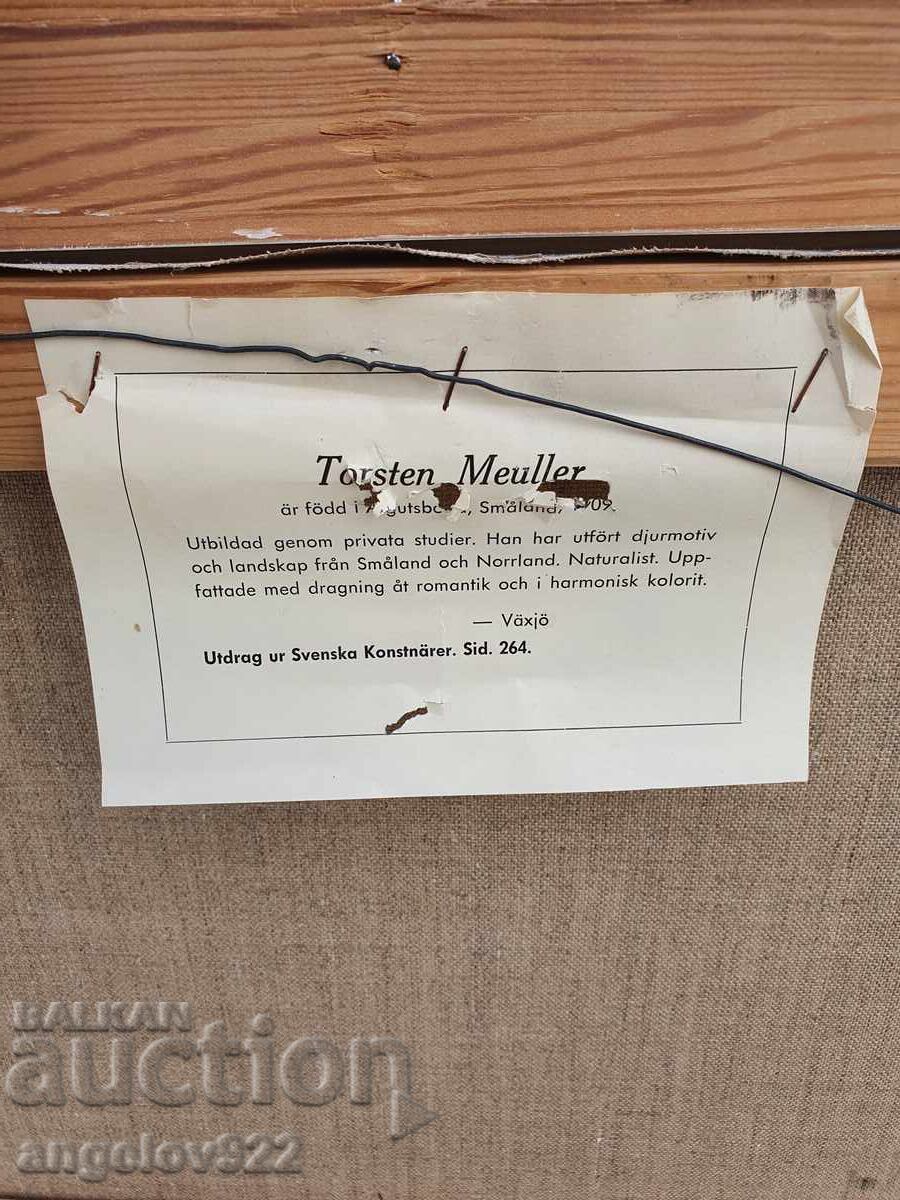 Torsten Meuller
är född i Småland,
Utbildad genom privata studier. Han har utfört djurmotiv
och landskap från Småland och Norrland. Naturalist. Upp-
fattade med dragning åt romantik och i harmonisk kolorit.
— Växjö
Utdrag ur Svenska Konstnärer. Sid. 264.
BALKAN
auction
angolov922